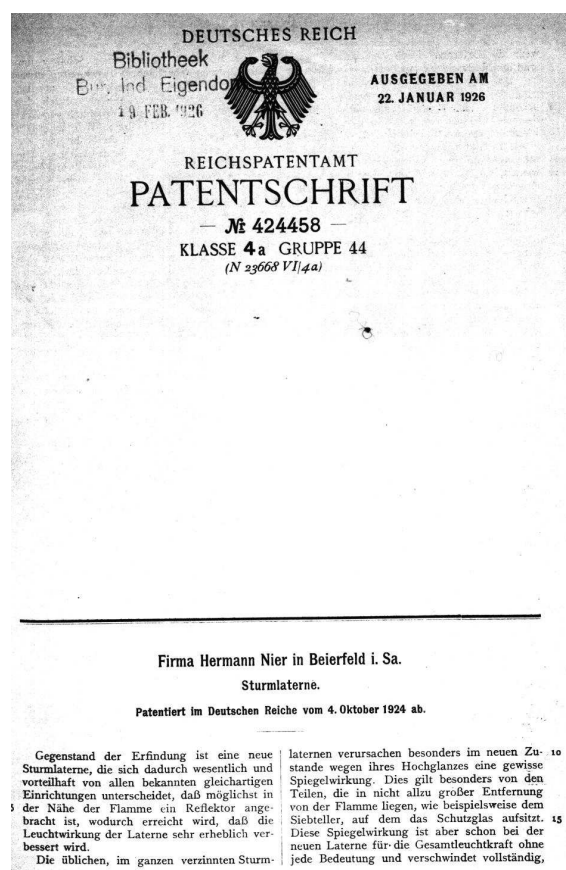 DEUTSCHES REICH
Bibliotheek
Bur. Ind. Eigendom
19 FEB. 1926
AUSGEGEBEN AM
22. JANUAR 1926
REICHSPATENTAMT
PATENTSCHRIFT
— № 424458 —
KLASSE 4a GRUPPE 44
(N 23668 VI/4a)
Firma Hermann Nier in Beierfeld i. Sa.
Sturmlaterne.
Patentiert im Deutschen Reiche vom 4. Oktober 1924 ab.
Gegenstand der Erfindung ist eine neue
Sturmlaterne, die sich dadurch wesentlich und
vorteilhaft von allen bekannten gleichartigen
Einrichtungen unterscheidet, daß möglichst in
5 der Nähe der Flamme ein Reflektor ange-
bracht ist, wodurch erreicht wird, daß die
Leuchtwirkung der Laterne sehr erheblich ver-
bessert wird.
Die üblichen, im ganzen verzinnten Sturm-
laternen verursachen besonders im neuen Zu- 10
stande wegen ihres Hochglanzes eine gewisse
Spiegelwirkung. Dies gilt besonders von den
Teilen, die in nicht allzu großer Entfernung
von der Flamme liegen, wie beispielsweise dem
Siebteller, auf dem das Schutzglas aufsitzt. 15
Diese Spiegelwirkung ist aber schon bei der
neuen Laterne für die Gesamtleuchtkraft ohne
jede Bedeutung und verschwindet vollständig,